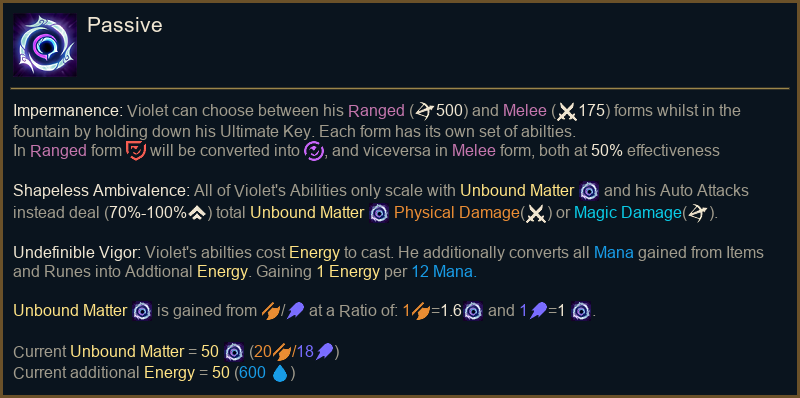 Passive
Impermanence: Violet can choose between his Ranged (500) and Melee (175) forms whilst in the
fountain by holding down his Ultimate Key. Each form has its own set of abilties.
In Ranged form will be converted into , and viceversa in Melee form, both at 50% effectiveness
Shapeless Ambivalence: All of Violet's Abilities only scale with Unbound Matter and his Auto Attacks
instead deal (70%-100%) total Unbound Matter Physical Damage() or Magic Damage().
Undefinible Vigor: Violet's abilties cost Energy to cast. He additionally converts all Mana gained from Items
and Runes into Addtional Energy. Gaining 1 Energy per 12 Mana.
Unbound Matter is gained from / at a Ratio of: 1=1.6 and 1=1 .
Current Unbound Matter = 50 (20/18)
Current additional Energy = 50 (600 )